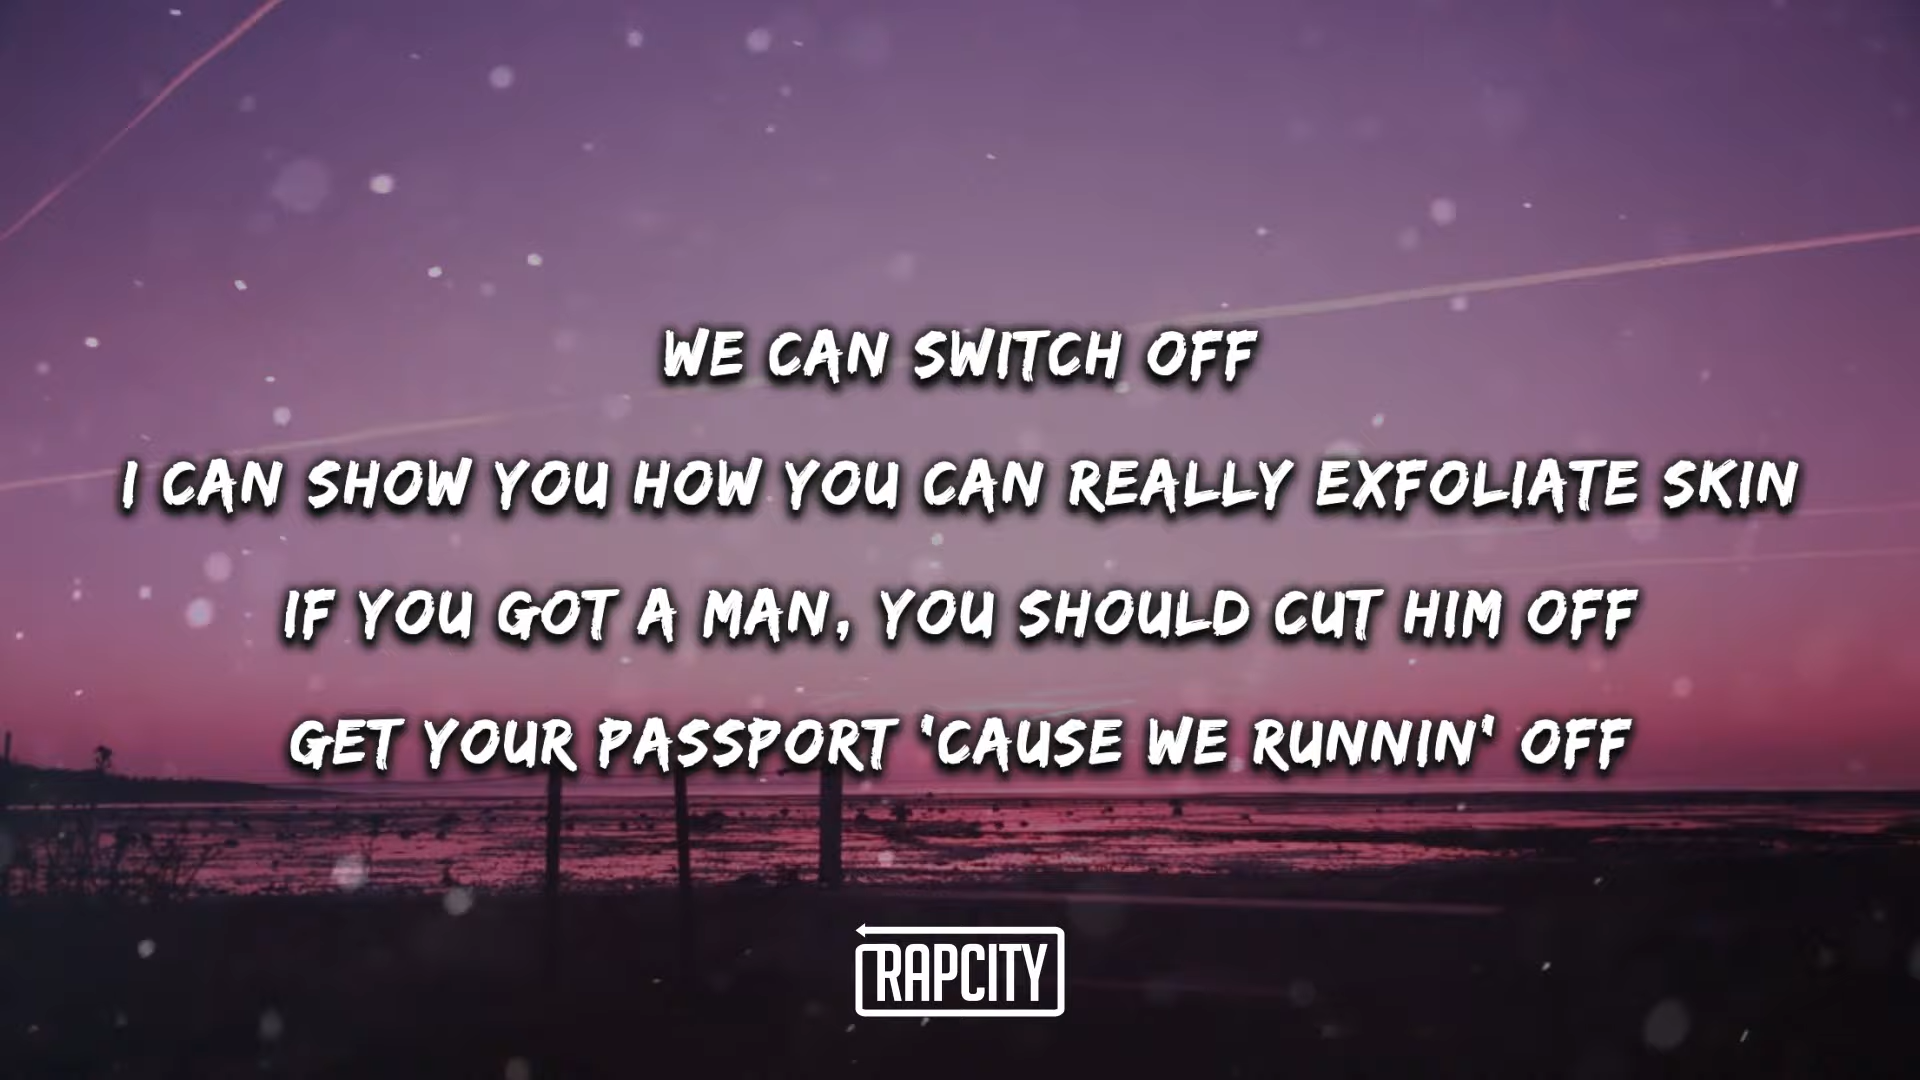 WE CAN SWITCH OFF
I CAN SHOW YOU HOW YOU CAN REALLY EXFOLIATE SKIN
IF YOU GOT A MAN, YOU SHOULD CUT HIM OFF
GET YOUR PASSPORT 'CAUSE WE RUNNIN' OFF
RAPCITY